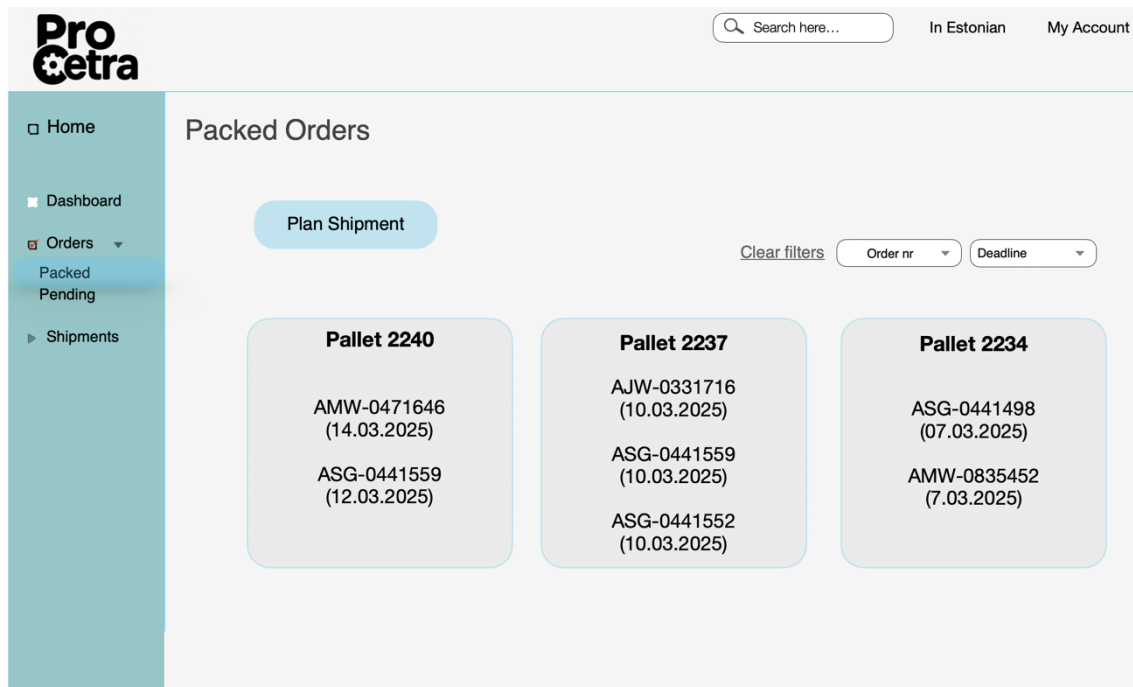 Pro
Cetra
Search here...
In Estonian
My Account
Home
Dashboard
Orders
Packed
Pending
Shipments
Packed Orders
Plan Shipment
Clear filters
Order nr
Deadline
Pallet 2240
AMW-0471646
(14.03.2025)
ASG-0441559
(12.03.2025)
Pallet 2237
AJW-0331716
(10.03.2025)
ASG-0441559
(10.03.2025)
ASG-0441552
(10.03.2025)
Pallet 2234
ASG-0441498
(07.03.2025)
AMW-0835452
(7.03.2025)